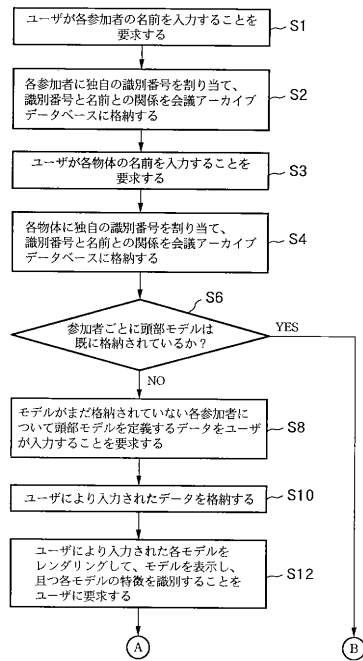 ユーザが各参加者の名前を入力することを
要求する
S1
各参加者に独自の識別番号を割り当て、
識別番号と名前との関係を会議アーカイブ
データベースに格納する
S2
ユーザが各物体の名前を入力することを
要求する
S3
各物体に独自の識別番号を割り当て、
識別番号と名前との関係を会議アーカイブ
データベースに格納する
S4
S6
参加者ごとに頭部モデルは
既に格納されているか?
YES
NO
モデルがまだ格納されていない各参加者に
ついて頭部モデルを定義するデータをユーザ
が入力することを要求する
S8
ユーザにより入力されたデータを格納する
S10
ユーザにより入力された各モデルを
レンダリングして、モデルを表示し、
且つ各モデルの特徴を識別することを
ユーザに要求する
S12
A
B